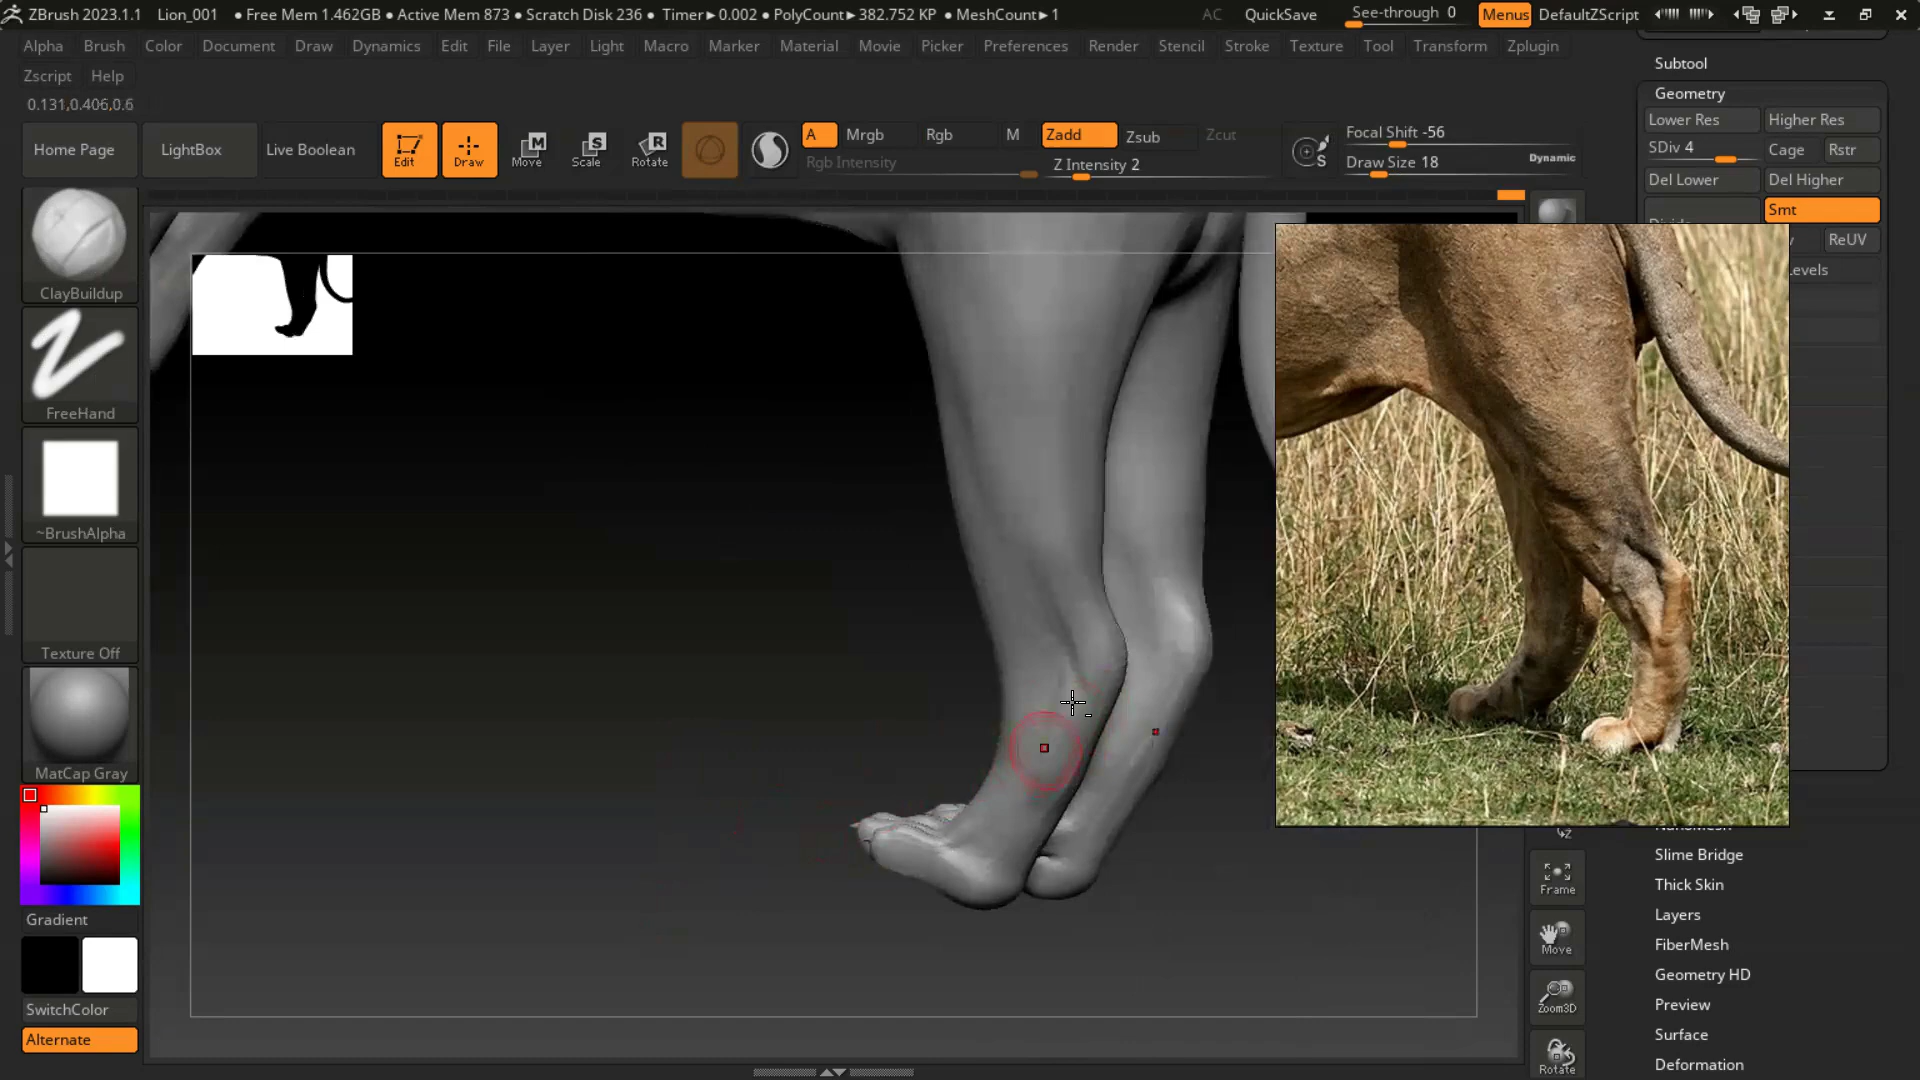 ZBrush 2023.1.1 Lion_001 ● Free Mem 1.462GB ● Active Mem 873 ● Scratch Disk 236 ● Timer►0.002 ● PolyCount►382.752 KP ● MeshCount►1 AC QuickSave See-through 0 Menus DefaultZScript
Alpha Brush Color Document Draw Dynamics Edit File Layer Light Macro Marker Material Movie Picker Preferences Render Stencil Stroke Texture Tool Transform Zplugin
Zscript Help
0.131,0.406,0.6
Home Page LightBox Live Boolean Edit Draw Move Scale Rotate
A Mrgb Rgb M Zadd Zsub Zcut
Rgb Intensity Z Intensity 2
Focal Shift -56
Draw Size 18 Dynamic
ClayBuildup
FreeHand
~BrushAlpha
Texture Off
MatCap Gray
Gradient
SwitchColor
Alternate
Subtool
Geometry
Lower Res Higher Res
SDiv 4 Cage Rstr
Del Lower Del Higher
Smt
ReUV
Frame
Move
Zoom3D
Rotate
Slime Bridge
Thick Skin
Layers
FiberMesh
Geometry HD
Preview
Surface
Deformation